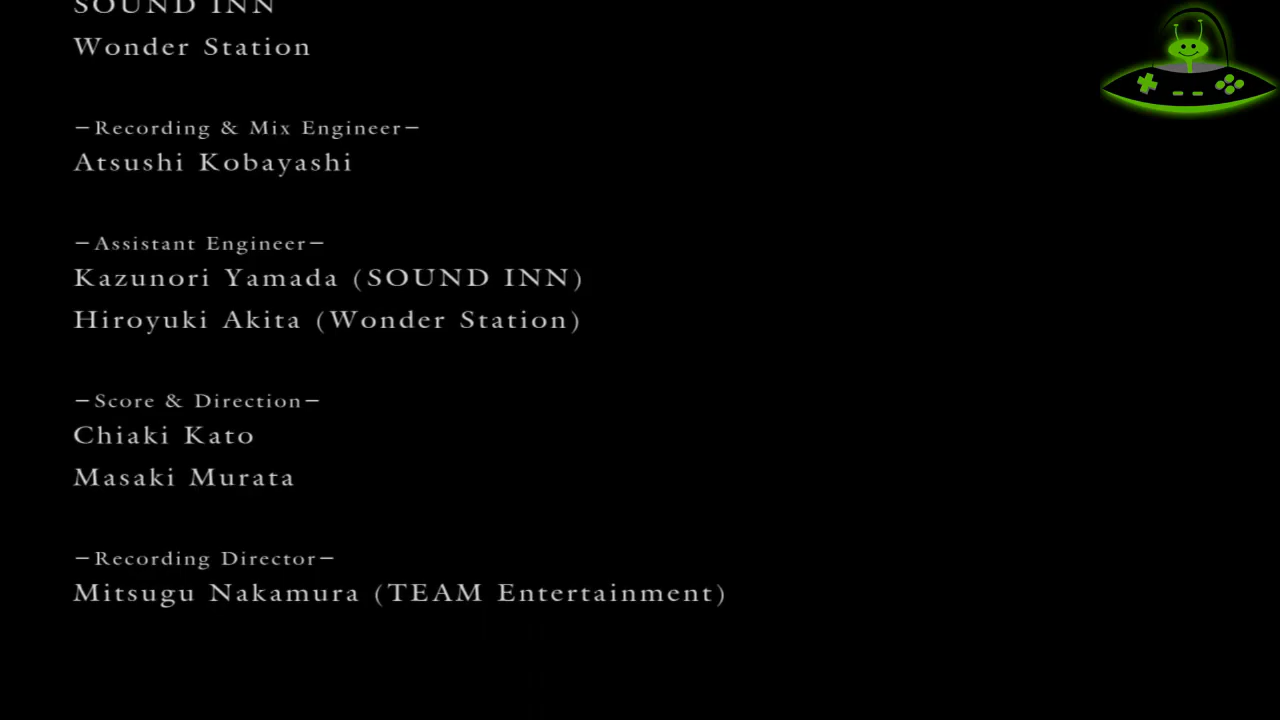 SOUND INN
Wonder Station
—Recording & Mix Engineer—
Atsushi Kobayashi
—Assistant Engineer—
Kazunori Yamada (SOUND INN)
Hiroyuki Akita (Wonder Station)
—Score & Direction—
Chiaki Kato
Masaki Murata
—Recording Director—
Mitsugu Nakamura (TEAM Entertainment)